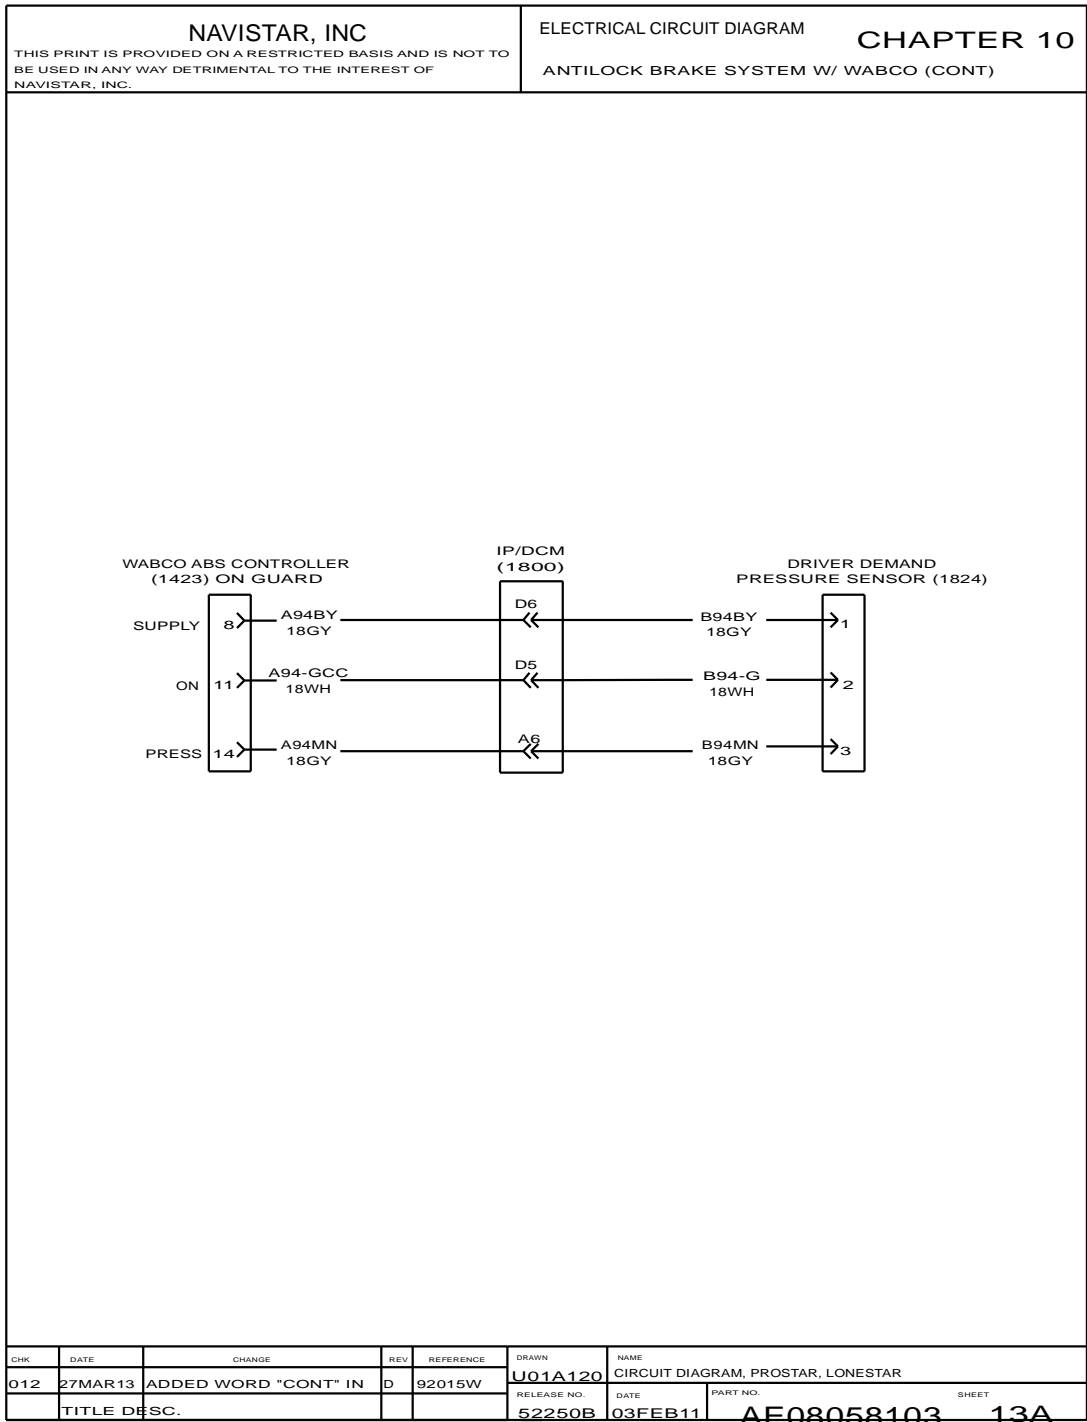 NAVISTAR, INC
THIS PRINT IS PROVIDED ON A RESTRICTED BASIS AND IS NOT TO
BE USED IN ANY WAY DETRIMENTAL TO THE INTEREST OF
NAVISTAR, INC.
ELECTRICAL CIRCUIT DIAGRAM
CHAPTER 10
ANTILOCK BRAKE SYSTEM W/ WABCO (CONT)
WABCO ABS CONTROLLER
(1423) ON GUARD
IP/DCM
(1800)
DRIVER DEMAND
PRESSURE SENSOR (1824)
SUPPLY 8 A94BY D6 B94BY 1
18GY 18GY
ON 11 A94-GCC D5 B94-G 2
18WH 18WH
PRESS 14 A94MN A6 B94MN 3
18GY 18GY
CHK DATE CHANGE REV REFERENCE DRAWN NAME
012 27MAR13 ADDED WORD "CONT" IN D 92015W U01A120 CIRCUIT DIAGRAM, PROSTAR, LONESTAR
TITLE DESC.
RELEASE NO. DATE PART NO. SHEET
52250B 03FEB11 AE08058103 13A